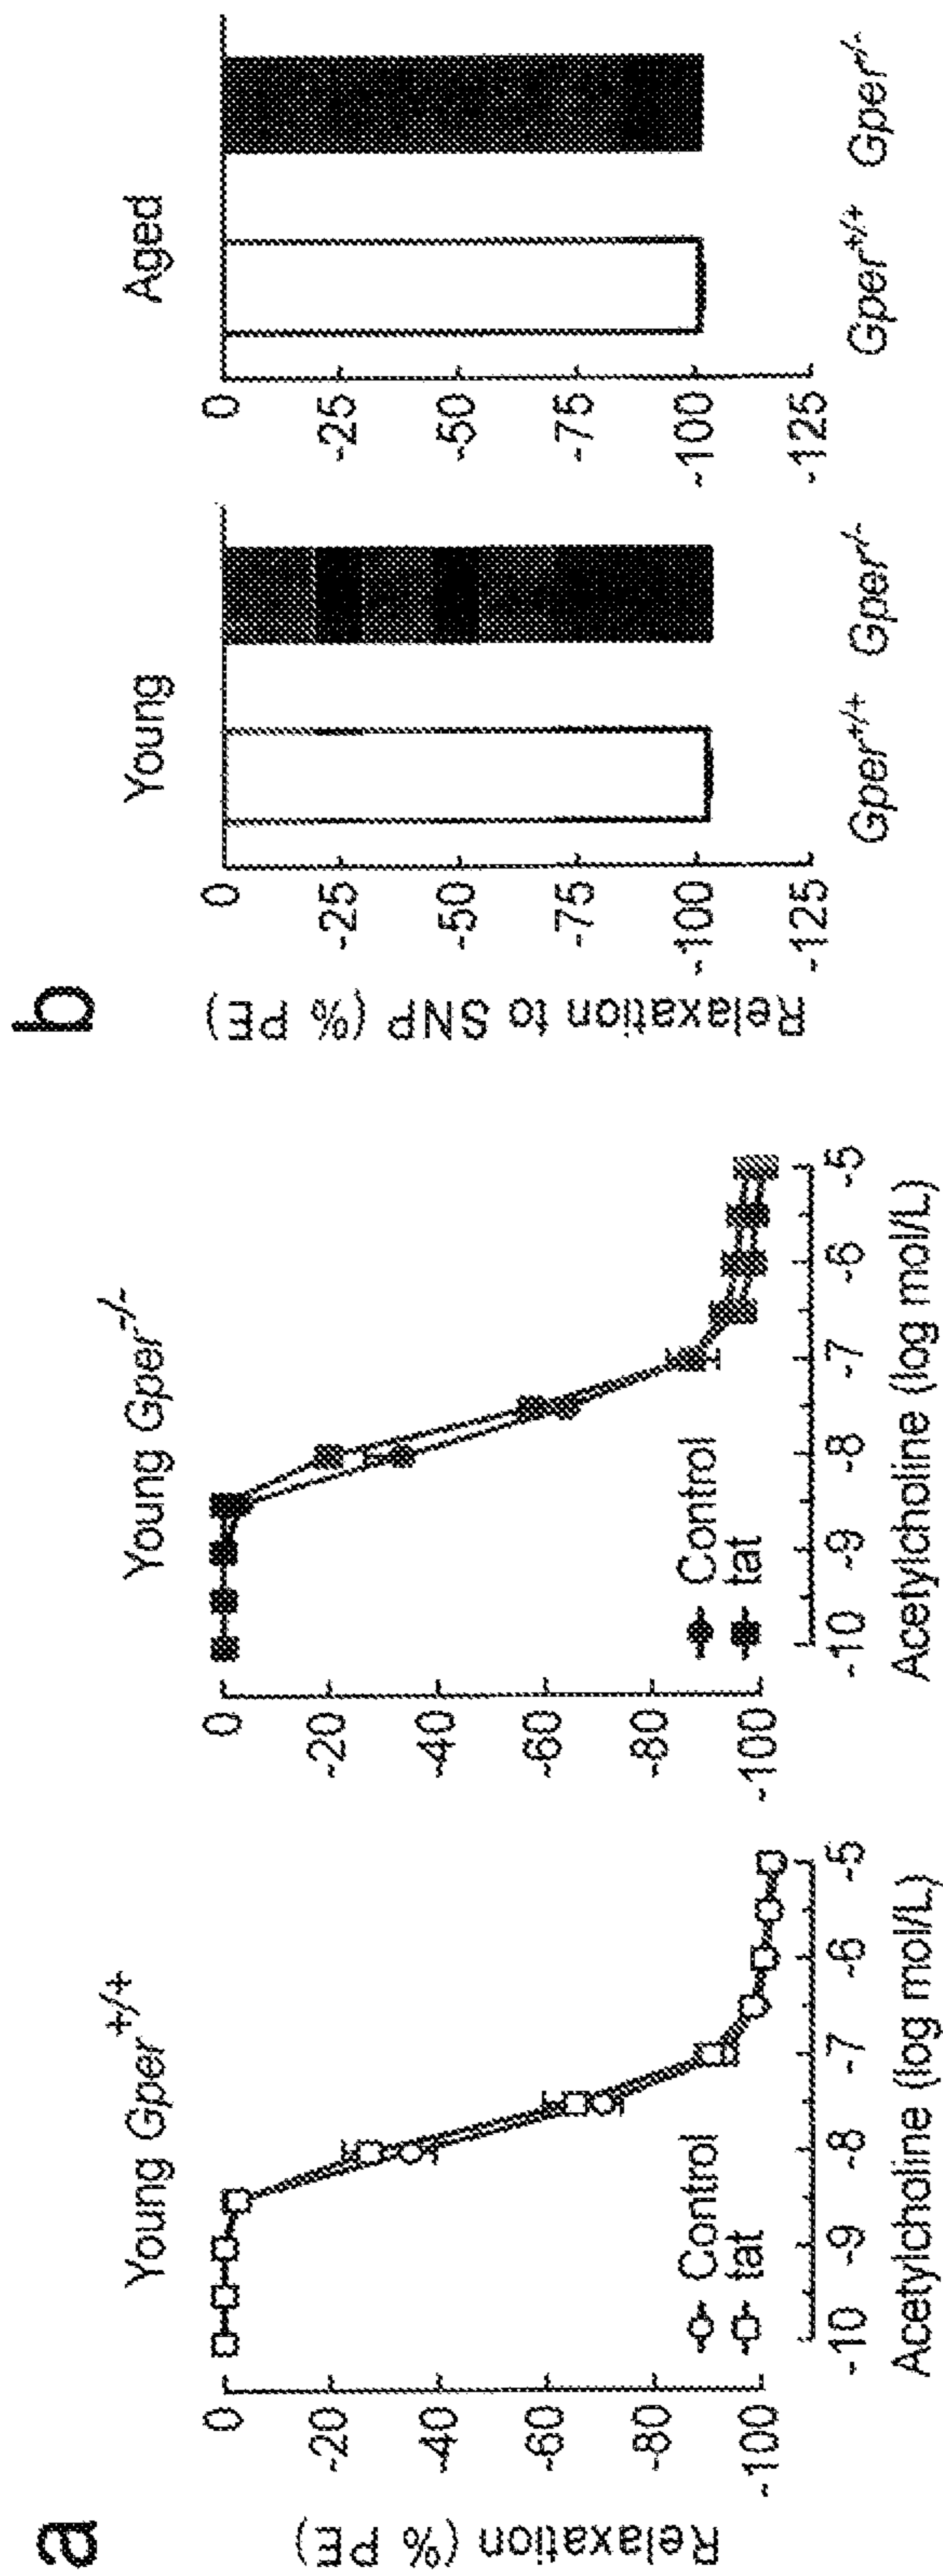 a
Young Gper+/+
Relaxation (% PE)
0
-20
-40
-60
-80
-100
Control
tat
-10 -9 -8 -7 -6 -5
Acetylcholine (log mol/L)
Young Gper-/-
0
-20
-40
-60
-80
-100
Control
tat
-10 -9 -8 -7 -6 -5
Acetylcholine (log mol/L)
b
Relaxation to SNP (% PE)
Young
0
-25
-50
-75
-100
-125
Gper+/+ Gper-/-
Aged
0
-25
-50
-75
-100
-125
Gper+/+ Gper-/-